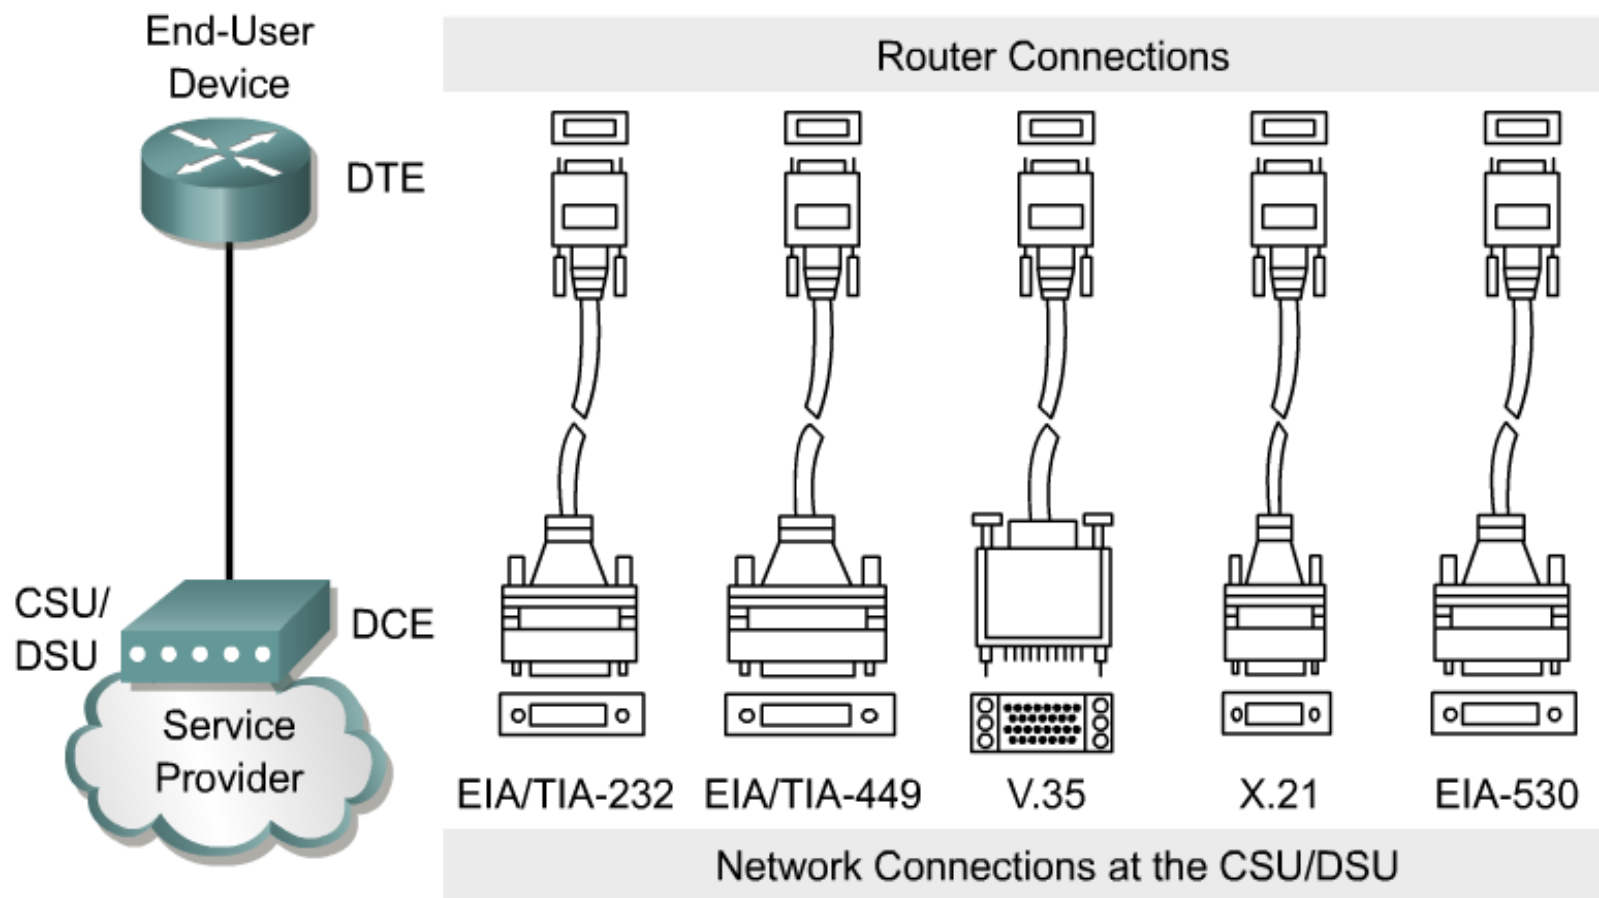 End-User
Device
DTE
CSU/
DSU
DCE
Service
Provider
Router Connections
EIA/TIA-232 EIA/TIA-449 V.35 X.21 EIA-530
Network Connections at the CSU/DSU